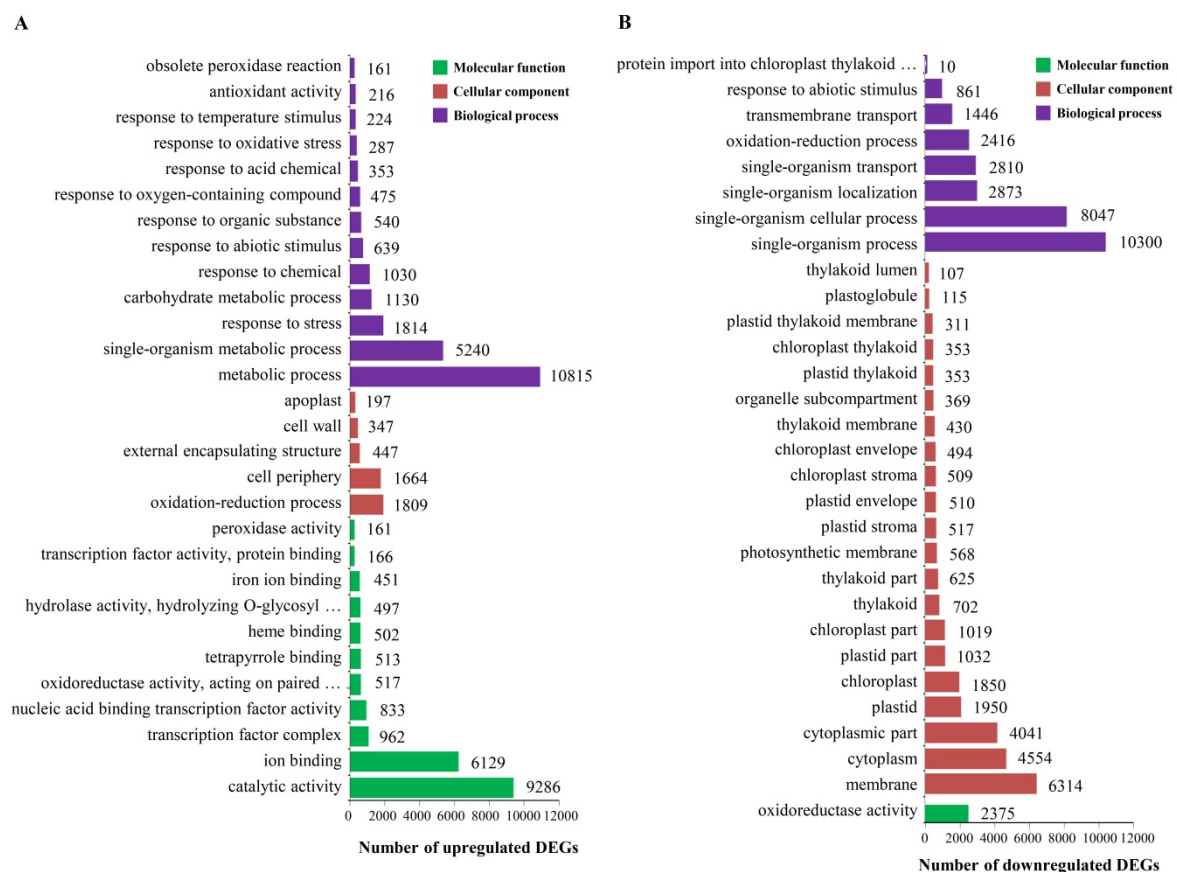 A
obsolete peroxidase reaction 161
antioxidant activity 216
response to temperature stimulus 224
response to oxidative stress 287
response to acid chemical 353
response to oxygen-containing compound 475
response to organic substance 540
response to abiotic stimulus 639
response to chemical 1030
carbohydrate metabolic process 1130
response to stress 1814
single-organism metabolic process 5240
metabolic process 10815
apoplast 197
cell wall 347
external encapsulating structure 447
cell periphery 1664
oxidation-reduction process 1809
peroxidase activity 161
transcription factor activity, protein binding 166
iron ion binding 451
hydrolase activity, hydrolyzing O-glycosyl … 497
heme binding 502
tetrapyrrole binding 513
oxidoreductase activity, acting on paired … 517
nucleic acid binding transcription factor activity 833
transcription factor complex 962
ion binding 6129
catalytic activity 9286
Molecular function
Cellular component
Biological process
0 2000 4000 6000 8000 10000 12000
Number of upregulated DEGs
B
protein import into chloroplast thylakoid … 10
response to abiotic stimulus 861
transmembrane transport 1446
oxidation-reduction process 2416
single-organism transport 2810
single-organism localization 2873
single-organism cellular process 8047
single-organism process 10300
thylakoid lumen 107
plastoglobule 115
plastid thylakoid membrane 311
chloroplast thylakoid 353
plastid thylakoid 353
organelle subcompartment 369
thylakoid membrane 430
chloroplast envelope 494
chloroplast stroma 509
plastid envelope 510
plastid stroma 517
photosynthetic membrane 568
thylakoid part 625
thylakoid 702
chloroplast part 1019
plastid part 1032
chloroplast 1850
plastid 1950
cytoplasmic part 4041
cytoplasm 4554
membrane 6314
oxidoreductase activity 2375
Molecular function
Cellular component
Biological process
0 2000 4000 6000 8000 10000 12000
Number of downregulated DEGs